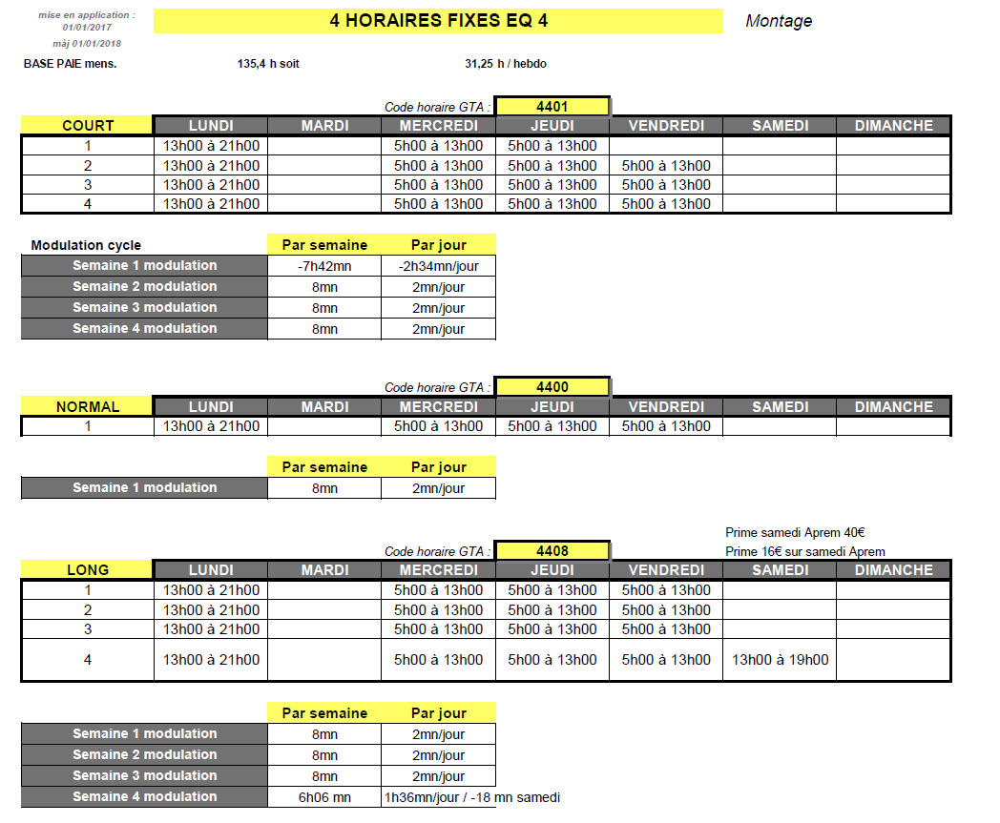 mise en application :
01/01/2017
màj 01/01/2018
4 HORAIRES FIXES EQ 4
Montage
BASE PAIE mens. 135,4 h soit 31,25 h / hebdo
Code horaire GTA : 4401
COURT LUNDI MARDI MERCREDI JEUDI VENDREDI SAMEDI DIMANCHE
1 13h00 à 21h00 5h00 à 13h00 5h00 à 13h00
2 13h00 à 21h00 5h00 à 13h00 5h00 à 13h00 5h00 à 13h00
3 13h00 à 21h00 5h00 à 13h00 5h00 à 13h00 5h00 à 13h00
4 13h00 à 21h00 5h00 à 13h00 5h00 à 13h00 5h00 à 13h00
Modulation cycle Par semaine Par jour
Semaine 1 modulation -7h42mn -2h34mn/jour
Semaine 2 modulation 8mn 2mn/jour
Semaine 3 modulation 8mn 2mn/jour
Semaine 4 modulation 8mn 2mn/jour
Code horaire GTA : 4400
NORMAL LUNDI MARDI MERCREDI JEUDI VENDREDI SAMEDI DIMANCHE
1 13h00 à 21h00 5h00 à 13h00 5h00 à 13h00 5h00 à 13h00
Par semaine Par jour
Semaine 1 modulation 8mn 2mn/jour
Prime samedi Aprem 40€
Code horaire GTA : 4408 Prime 16€ sur samedi Aprem
LONG LUNDI MARDI MERCREDI JEUDI VENDREDI SAMEDI DIMANCHE
1 13h00 à 21h00 5h00 à 13h00 5h00 à 13h00 5h00 à 13h00
2 13h00 à 21h00 5h00 à 13h00 5h00 à 13h00 5h00 à 13h00
3 13h00 à 21h00 5h00 à 13h00 5h00 à 13h00 5h00 à 13h00
4 13h00 à 21h00 5h00 à 13h00 5h00 à 13h00 5h00 à 13h00 13h00 à 19h00
Par semaine Par jour
Semaine 1 modulation 8mn 2mn/jour
Semaine 2 modulation 8mn 2mn/jour
Semaine 3 modulation 8mn 2mn/jour
Semaine 4 modulation 6h06 mn 1h36mn/jour / -18 mn samedi